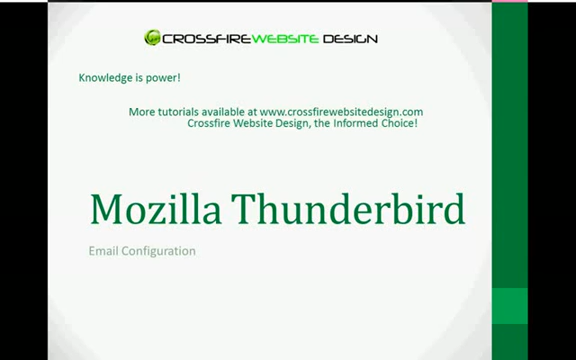 CROSSFIREWEBSITE DESIGN
Knowledge is power!
More tutorials available at www.crossfirewebsitedesign.com
Crossfire Website Design, the Informed Choice!
Mozilla Thunderbird
Email Configuration